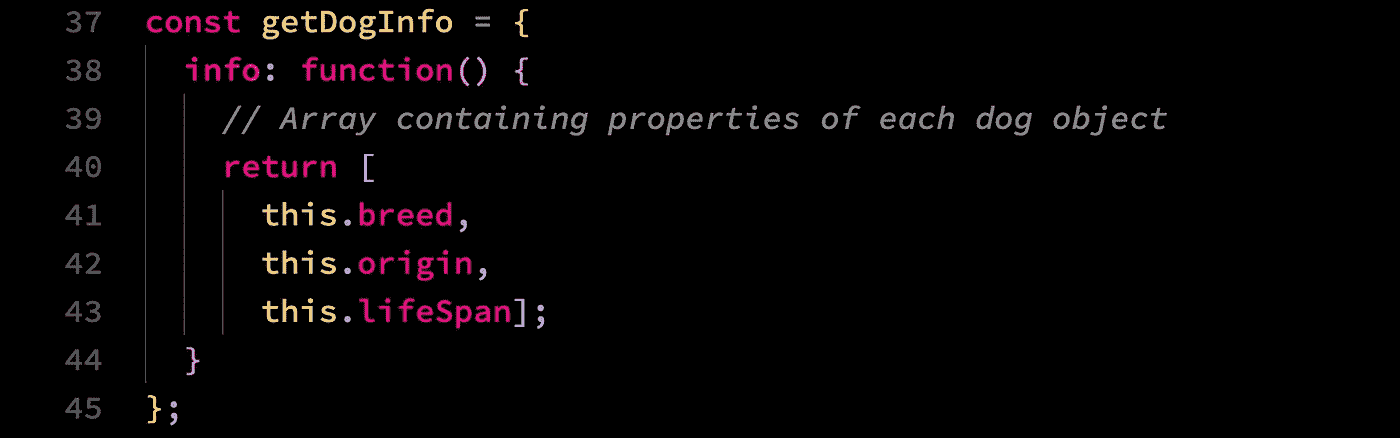 37 const getDogInfo = {
38   info: function() {
39     // Array containing properties of each dog object
40     return [
41       this.breed,
42       this.origin,
43       this.lifeSpan];
44   }
45 };